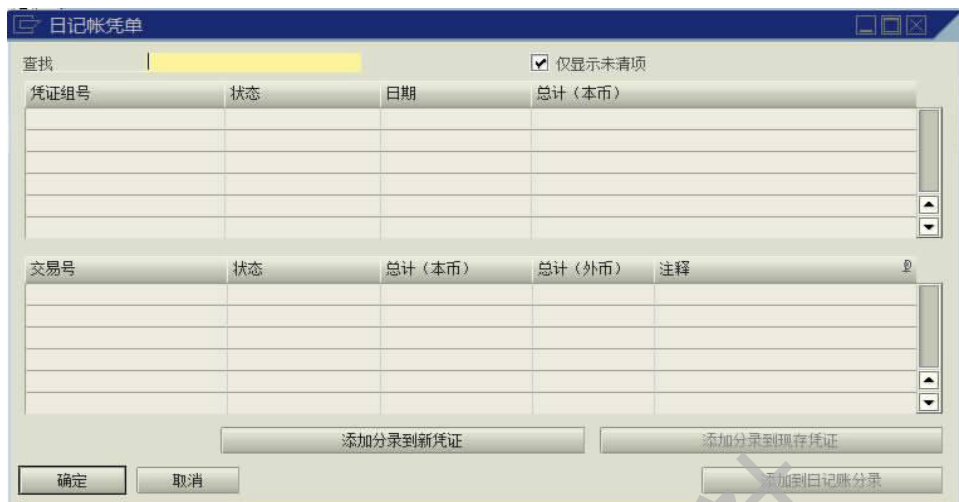 日记帐凭单
查找 仅显示未清项
凭证组号 状态 日期 总计（本币）
交易号 状态 总计（本币） 总计（外币） 注释
添加分录到新凭证 添加分录到现存凭证
确定 取消 添加到日记账分录